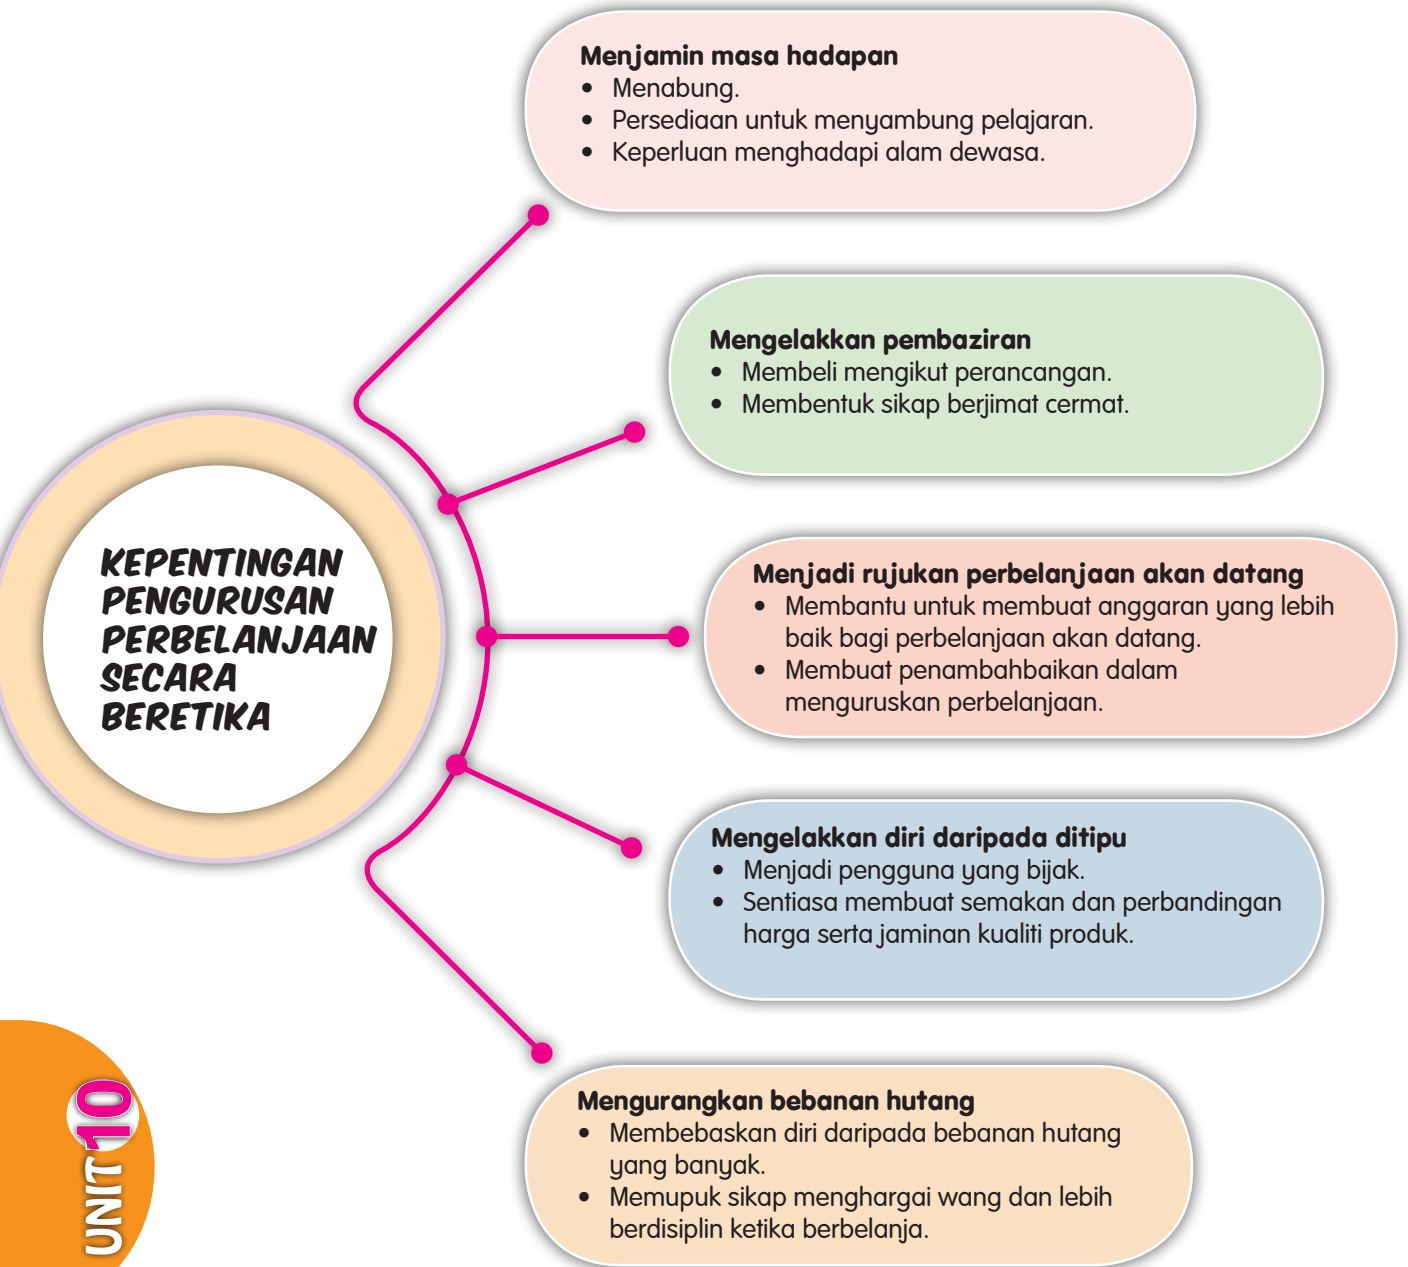 Menjamin masa hadapan
• Menabung.
• Persediaan untuk menyambung pelajaran.
• Keperluan menghadapi alam dewasa.
Mengelakkan pembaziran
• Membeli mengikut perancangan.
• Membentuk sikap berjimat cermat.
KEPENTINGAN
PENGURUSAN
PERBELANJAAN
SECARA
BERETIKA
Menjadi rujukan perbelanjaan akan datang
• Membantu untuk membuat anggaran yang lebih
baik bagi perbelanjaan akan datang.
• Membuat penambahbaikan dalam
menguruskan perbelanjaan.
Mengelakkan diri daripada ditipu
• Menjadi pengguna yang bijak.
• Sentiasa membuat semakan dan perbandingan
harga serta jaminan kualiti produk.
Mengurangkan bebanan hutang
• Membebaskan diri daripada bebanan hutang
yang banyak.
• Memupuk sikap menghargai wang dan lebih
berdisiplin ketika berbelanja.
UNIT 10